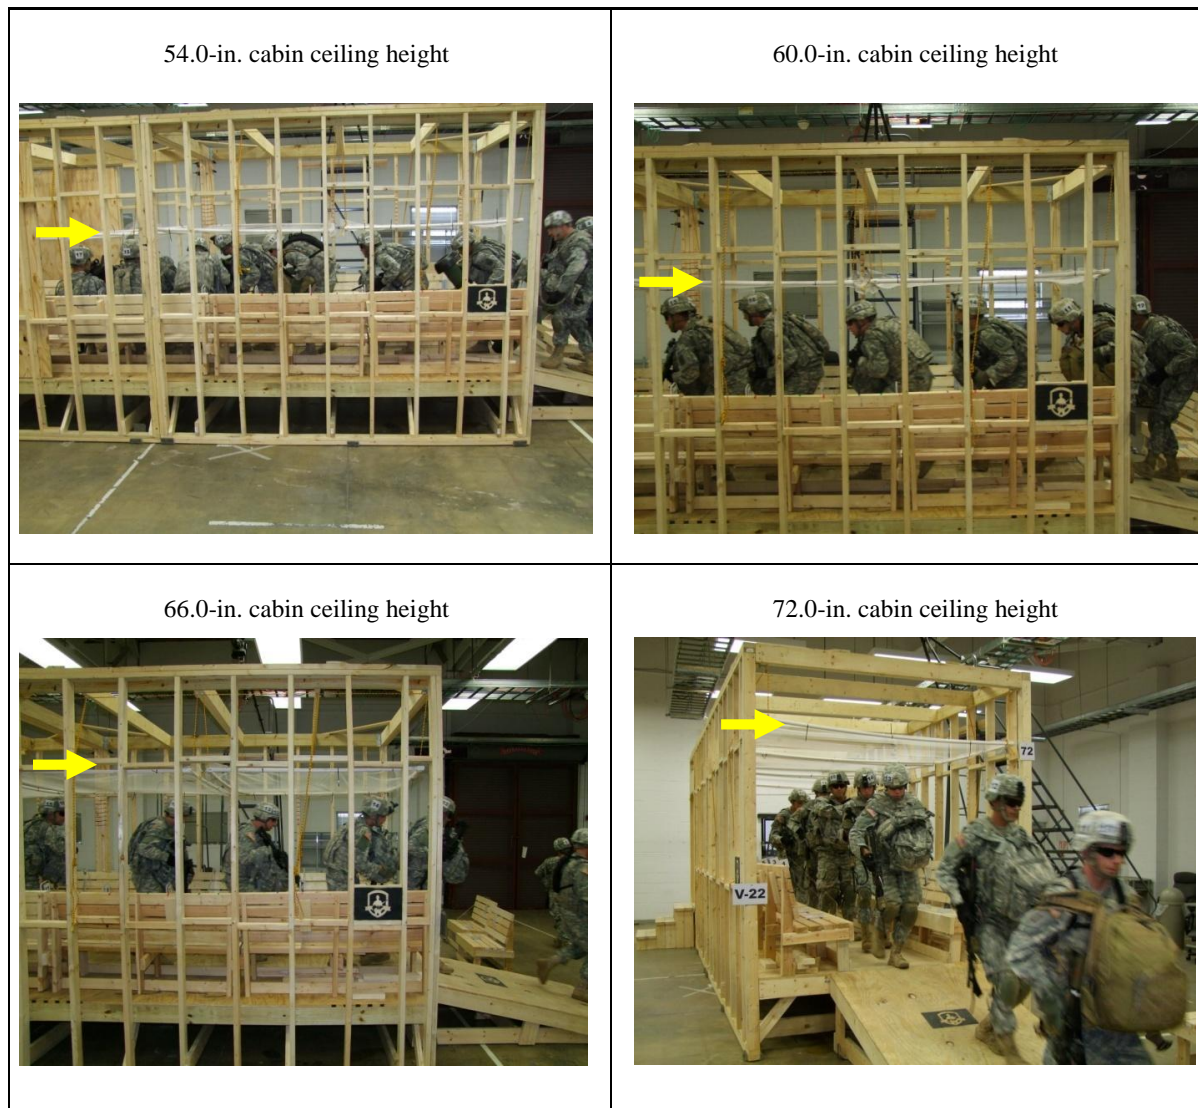 54.0-in. cabin ceiling height
60.0-in. cabin ceiling height
66.0-in. cabin ceiling height
72.0-in. cabin ceiling height
72
V-22